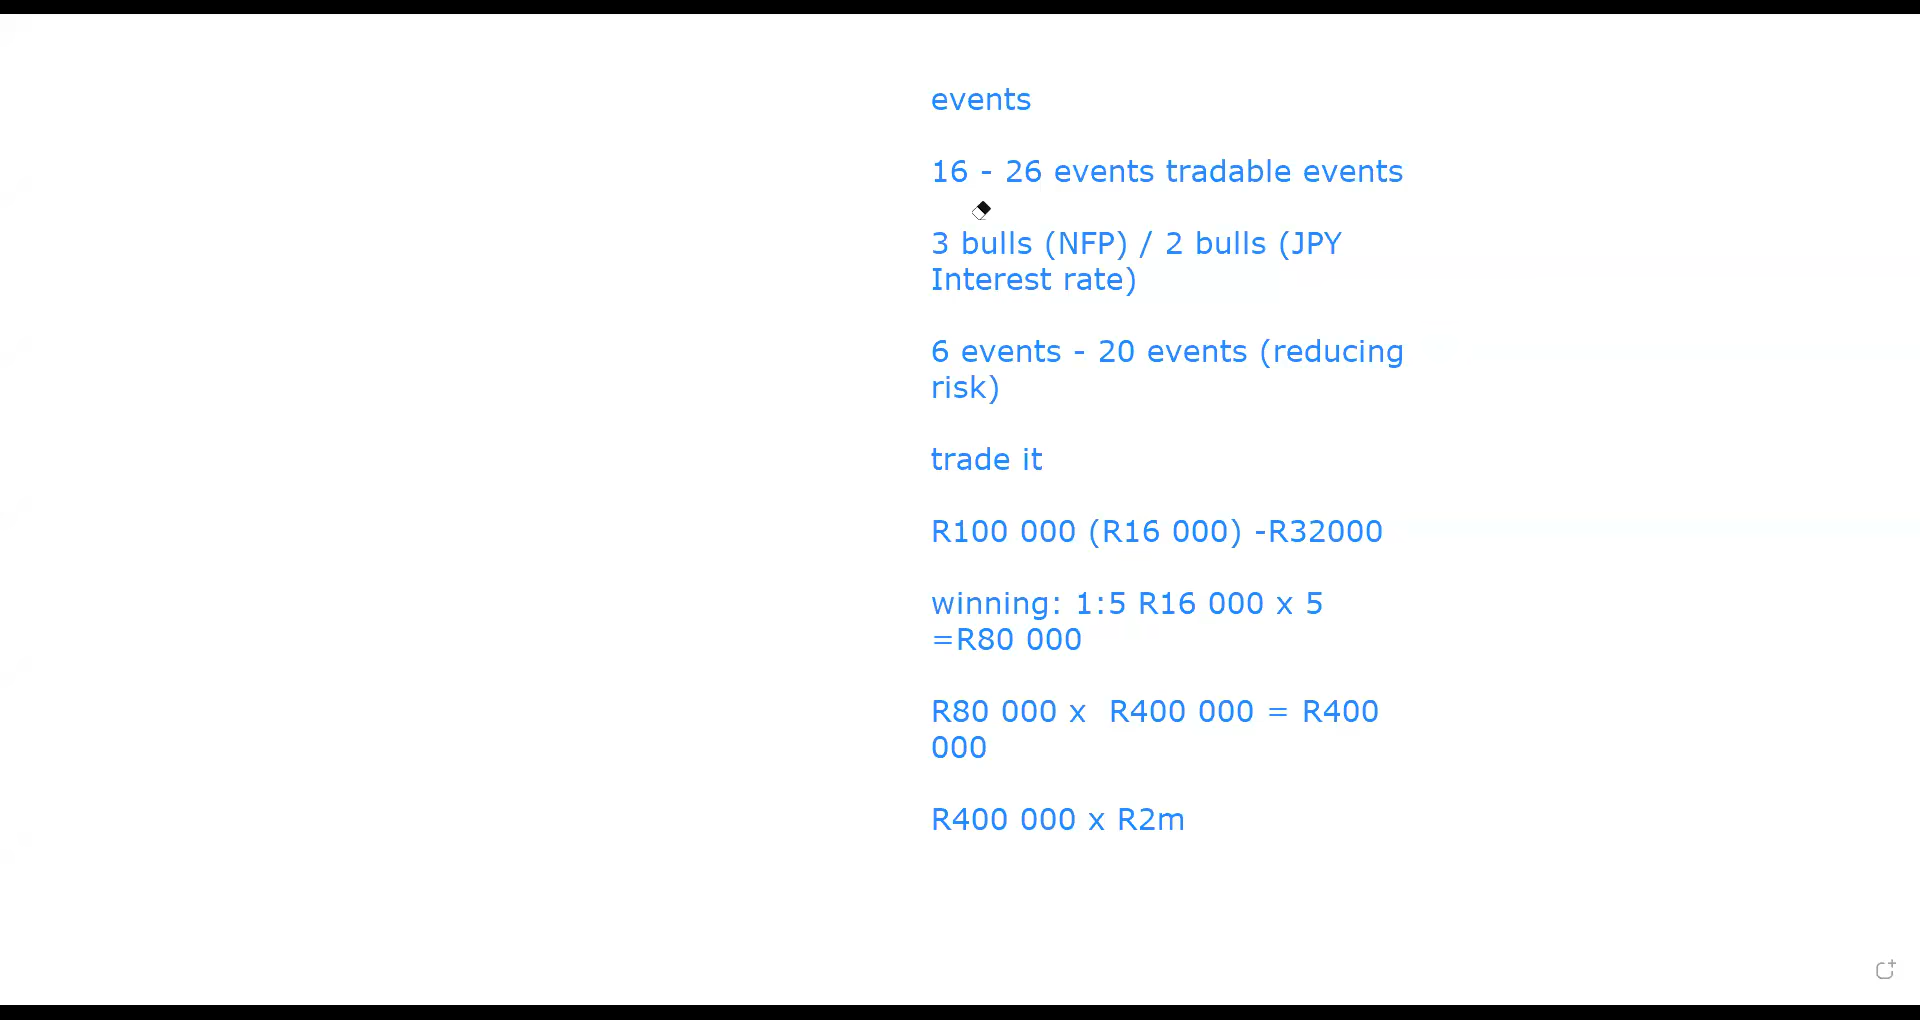 events
16 - 26 events tradable events
3 bulls (NFP) / 2 bulls (JPY
Interest rate)
6 events - 20 events (reducing
risk)
trade it
R100 000 (R16 000) -R32000
winning: 1:5 R16 000 x 5
=R80 000
R80 000 x  R400 000 = R400
000
R400 000 x R2m